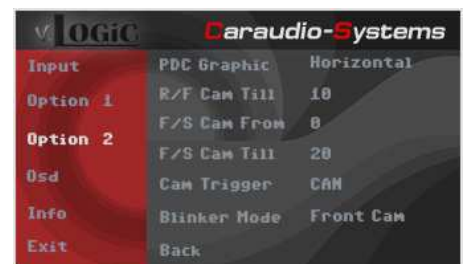 v.LOGiC Caraudio-Systems
Input
Option 1
Option 2
Osd
Info
Exit
PDC Graphic Horizontal
R/F Cam Till 10
F/S Cam From 0
F/S Cam Till 20
Cam Trigger CAN
Blinker Mode Front Cam
Back